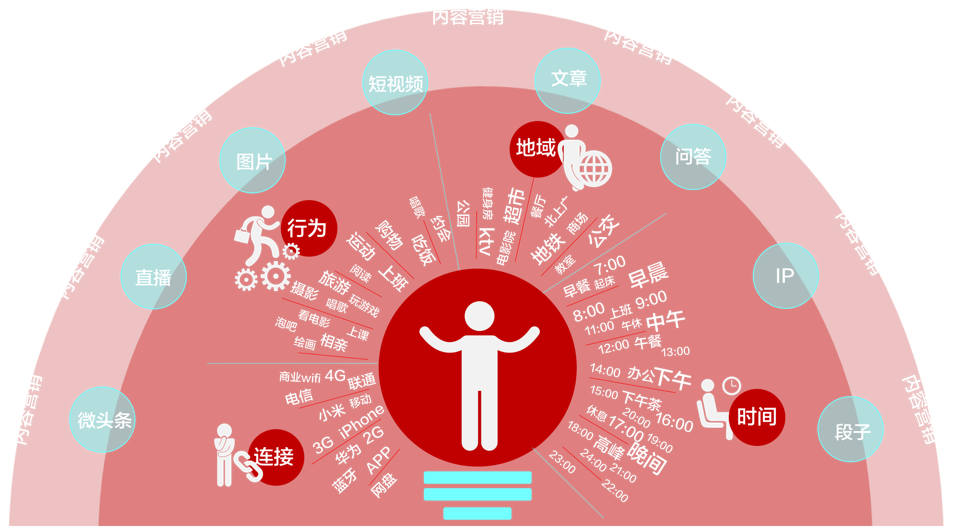 内容营销
内容营销
内容营销
内容营销
内容营销
内容营销
内容营销
内容营销
内容营销
微头条
直播
图片
短视频
文章
问答
IP
段子
行为
唱歌
约会
购物
吃饭
运动
上班
阅读
旅游
玩游戏
摄影
唱歌
看电影
上课
泡吧
相亲
绘画
地域
公园
健身房
ktv
超市
电影院
餐厅
北上广
地铁
商场
教室
公交
时间
7:00
早餐 起床
早晨
8:00 上班 9:00
11:00 午休 中午
12:00 午餐
13:00
14:00 办公 下午
15:00 下午茶
20:00 16:00
休息 17:00 19:00
18:00 高峰 晚间
24:00 21:00
23:00
22:00
连接
商业wifi 4G 联通
电信
小米 移动
3G iPhone
华为 2G
蓝牙 APP
网盘